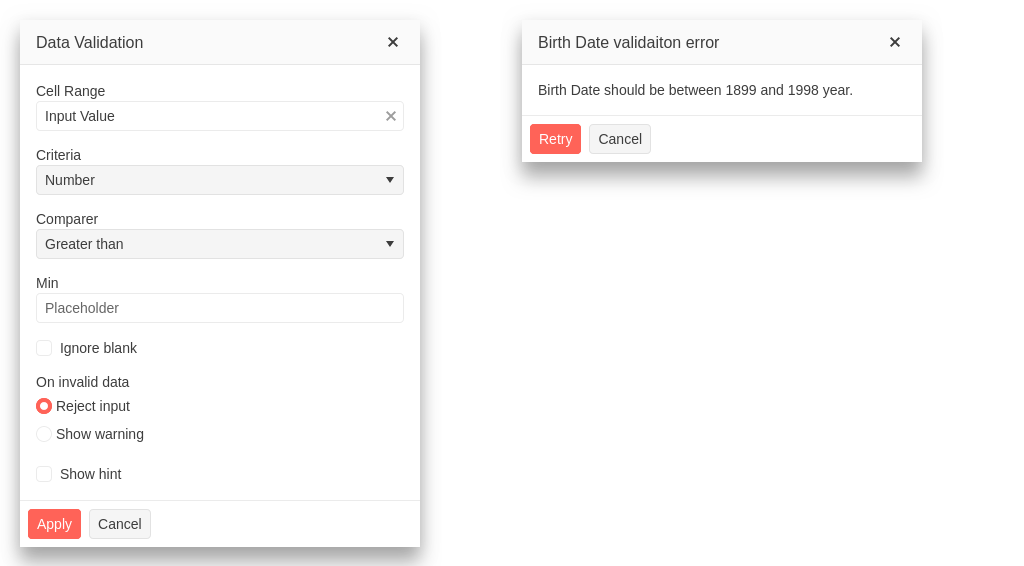 Data Validation
Cell Range
Input Value
Criteria
Number
Comparer
Greater than
Min
Placeholder
Ignore blank
On invalid data
Reject input
Show warning
Show hint
Apply Cancel
Birth Date validaiton error
Birth Date should be between 1899 and 1998 year.
Retry Cancel